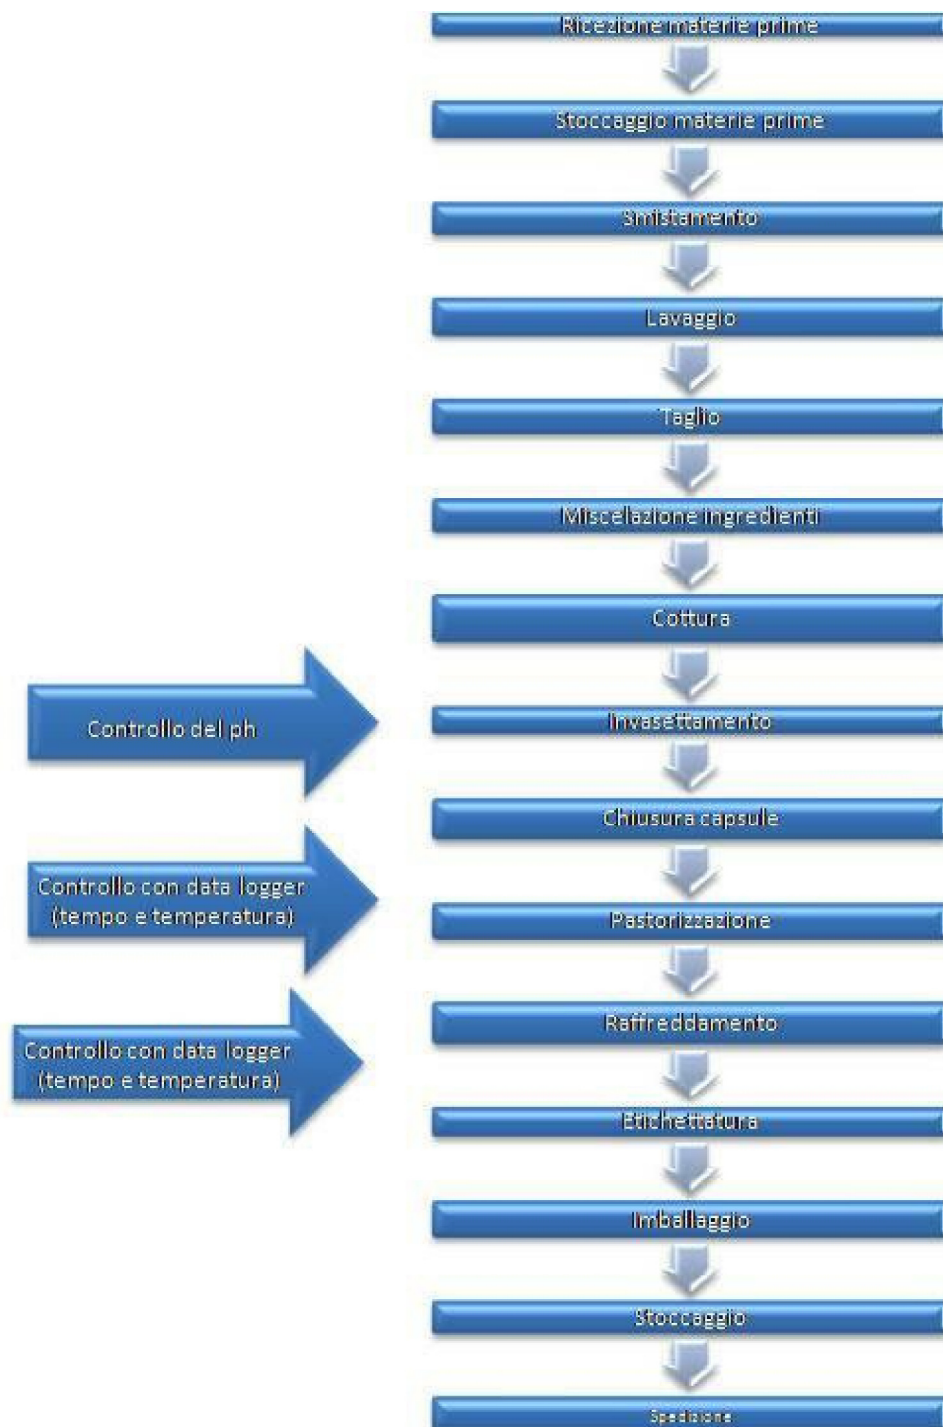 Ricezione materie prime
Stoccaggio materie prime
Smistamento
Lavaggio
Taglio
Miscelazione ingredienti
Cottura
Controllo del ph
Invasettamento
Chiusura capsule
Controllo con data logger
(tempo e temperatura)
Pastorizzazione
Raffreddamento
Controllo con data logger
(tempo e temperatura)
Etichettatura
Imballaggio
Stoccaggio
Spedizione